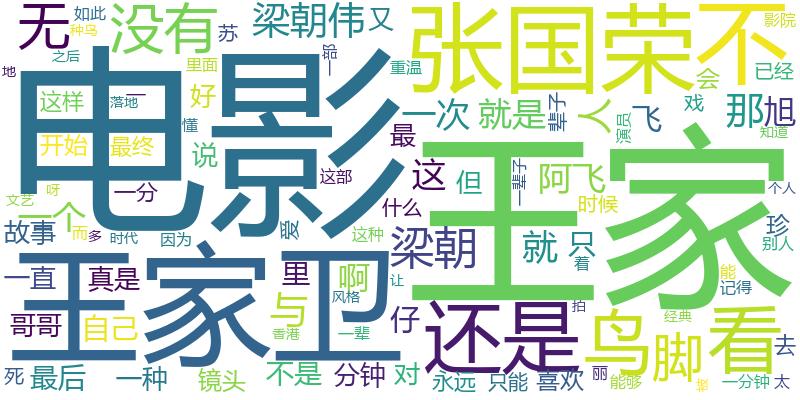 种鸟 如此 没有 苏 梁朝伟 又 张国荣 不 影院
之后 无 里面 给 重温 会 已经
地 电影 一次 就是 辈子 人 戏
这样 一 落地 好 最 飞 那 旭
开始 最终 懂 说 这部 这 但 一辈子 阿飞 演员 知道
文艺 呀 一分 什么 时候 个人
一个 而 多 时代 因为 爱 这种 王家 珍
故事 梁朝 就 只 别人
一直 真是 王家卫 里 啊 让 着 能 记得
哥哥 自己 与 风格 仔 还是 拍 鸟 脚 经典 看 去
香港 一辈
死 最后 一种 镜头 不是 分钟 对 永远 只能 喜欢 丽 能够 一分钟 太